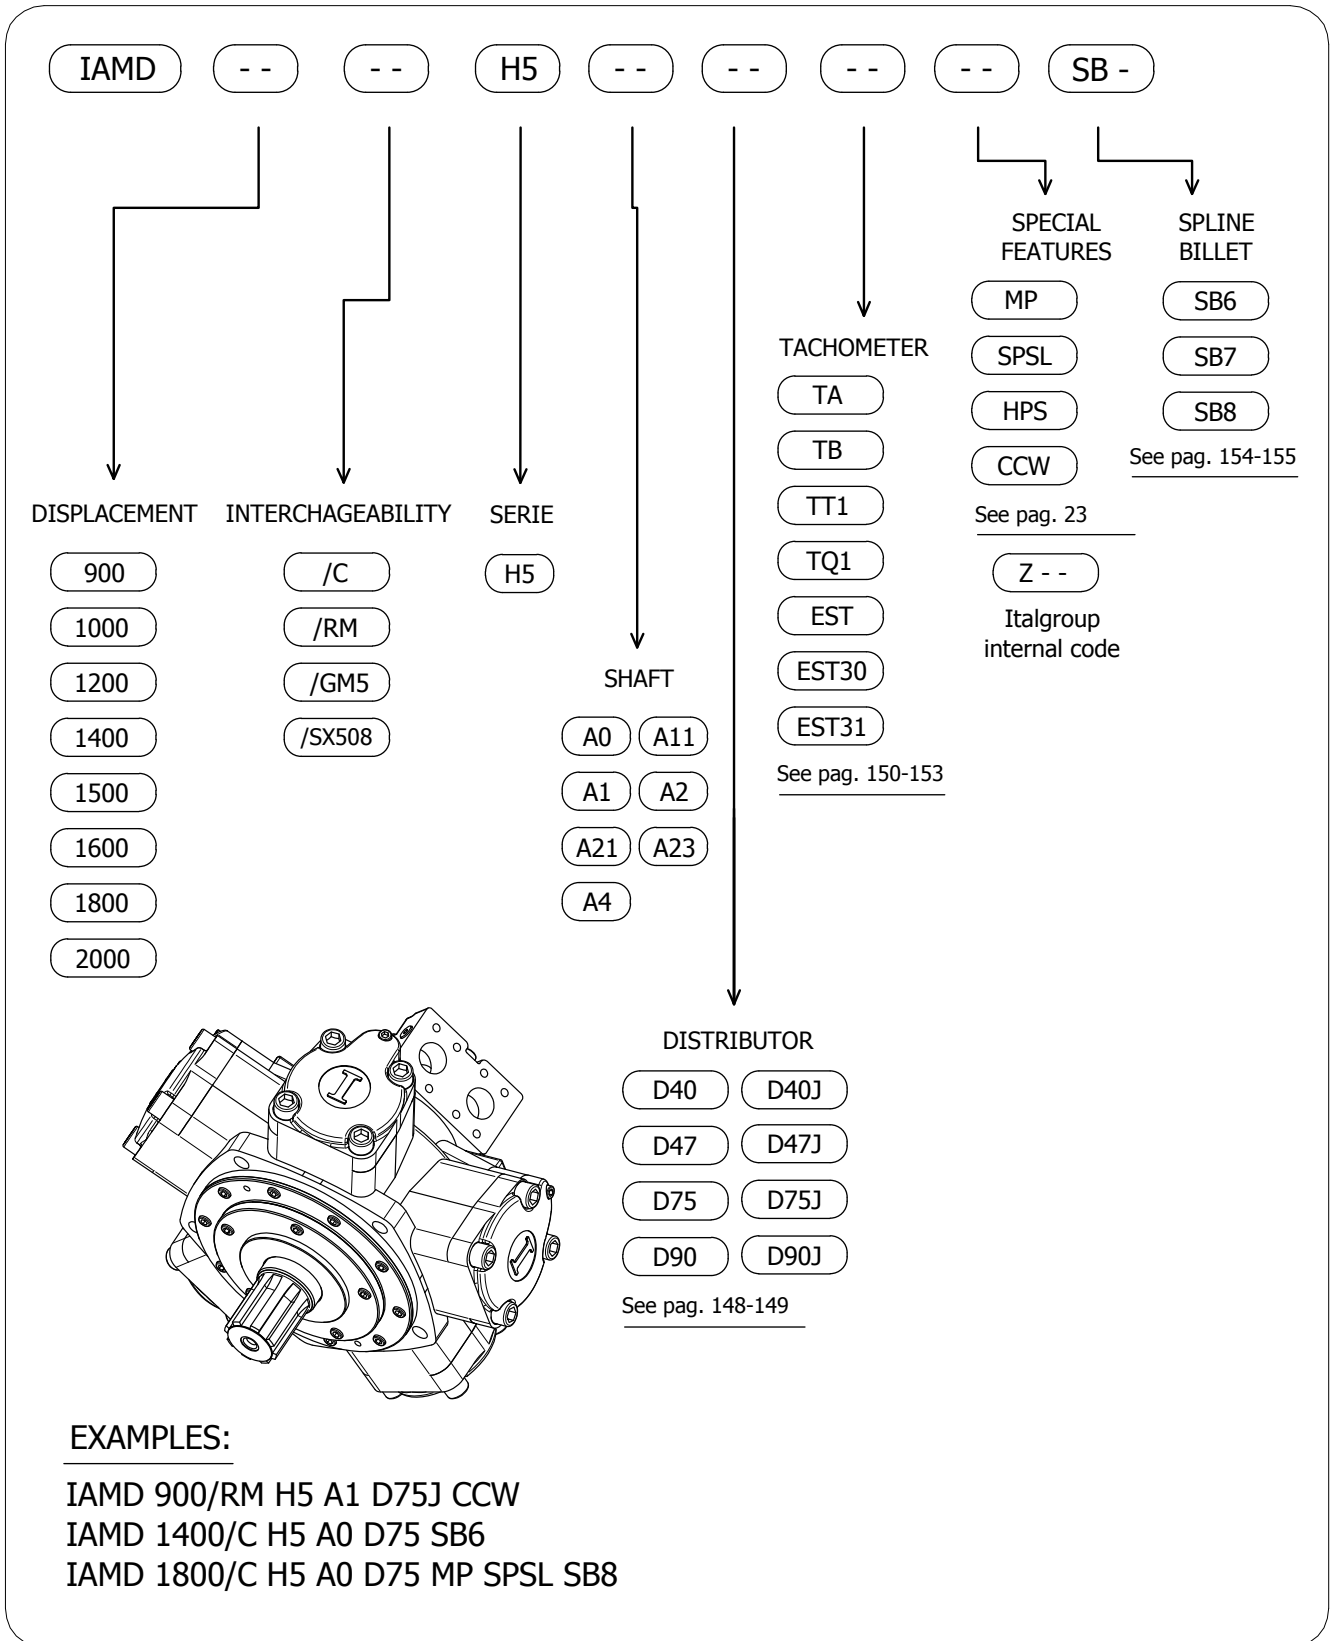 IAMD - - - - H5 - - - - - - - - SB -
SPECIAL
FEATURES
MP
SPSL
HPS
CCW
See pag. 23
Z - -
Italgroup
internal code
SPLINE
BILLET
SB6
SB7
SB8
See pag. 154-155
TACHOMETER
TA
TB
TT1
TQ1
EST
EST30
EST31
See pag. 150-153
DISPLACEMENT
900
1000
1200
1400
1500
1600
1800
2000
INTERCHAGEABILITY
/C
/RM
/GM5
/SX508
SERIE
H5
SHAFT
A0 A11
A1 A2
A21 A23
A4
DISTRIBUTOR
D40 D40J
D47 D47J
D75 D75J
D90 D90J
See pag. 148-149
I
I
EXAMPLES:
IAMD 900/RM H5 A1 D75J CCW
IAMD 1400/C H5 A0 D75 SB6
IAMD 1800/C H5 A0 D75 MP SPSL SB8